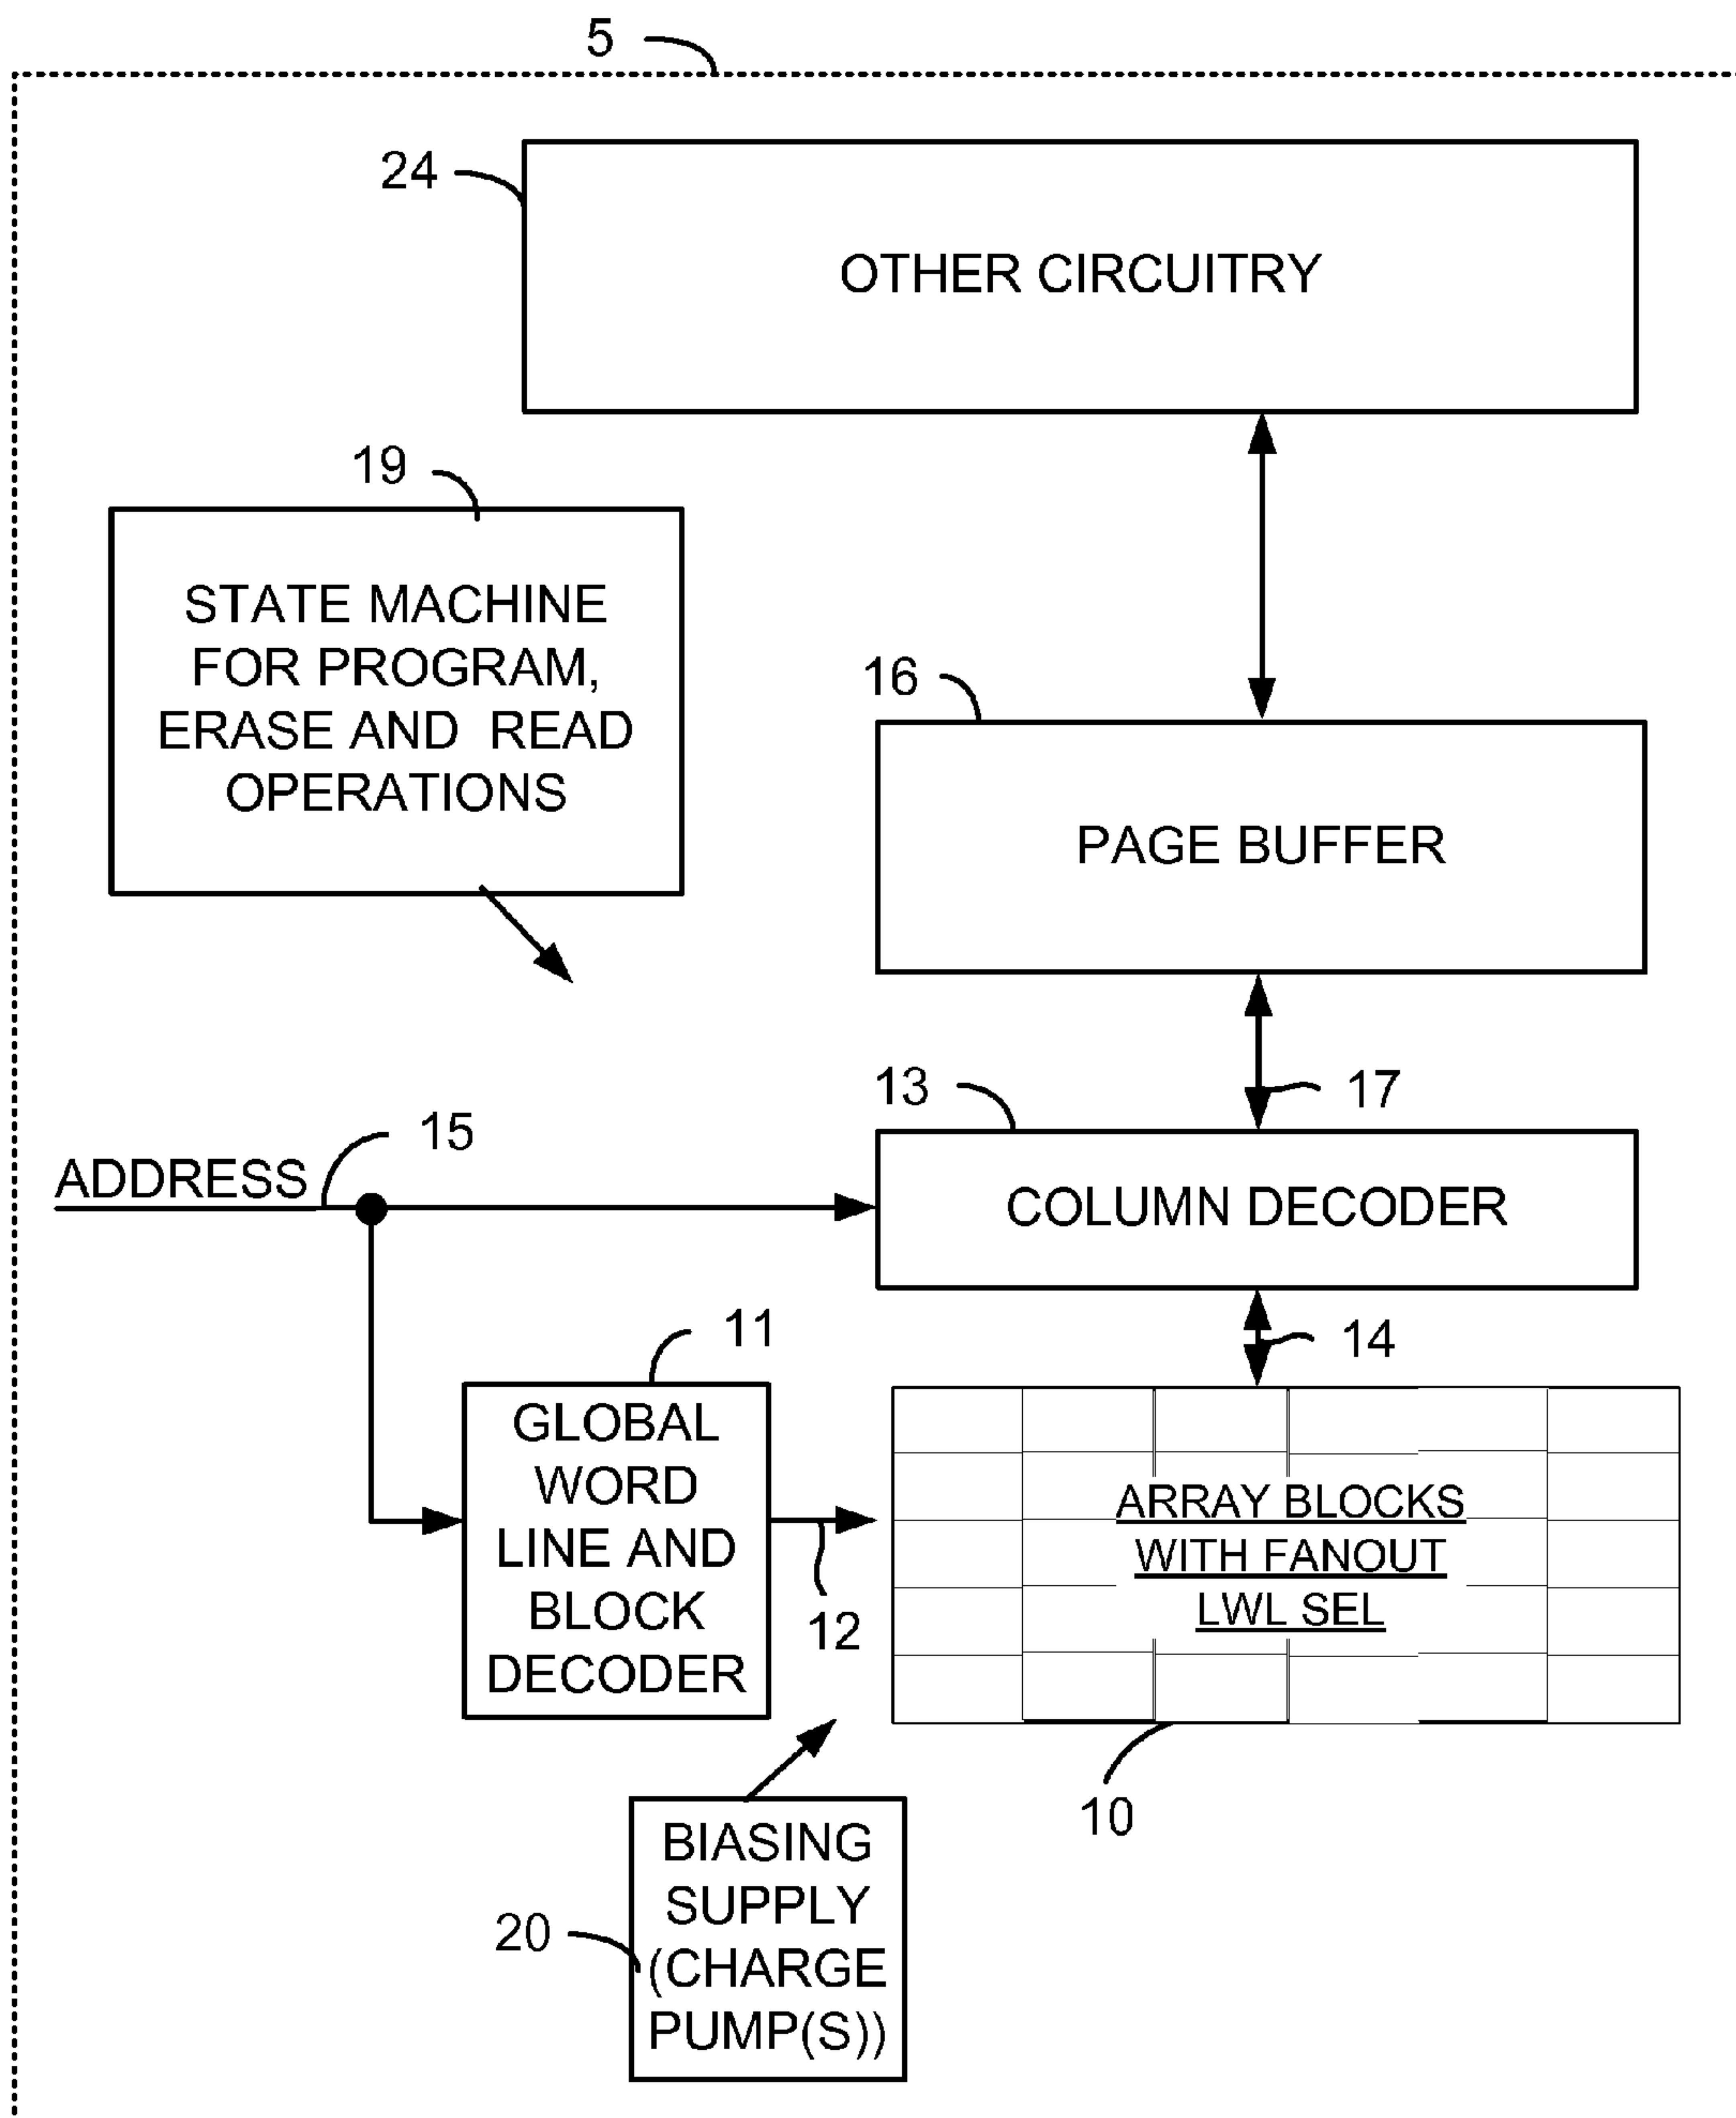 5
24
OTHER CIRCUITRY
19
STATE MACHINE
FOR PROGRAM,
ERASE AND READ
OPERATIONS
16
PAGE BUFFER
17
13
15
ADDRESS
COLUMN DECODER
11
14
GLOBAL
WORD
LINE AND
BLOCK
DECODER
12
ARRAY BLOCKS
WITH FANOUT
LWL SEL
10
BIASING
SUPPLY
(CHARGE
PUMP(S))
20